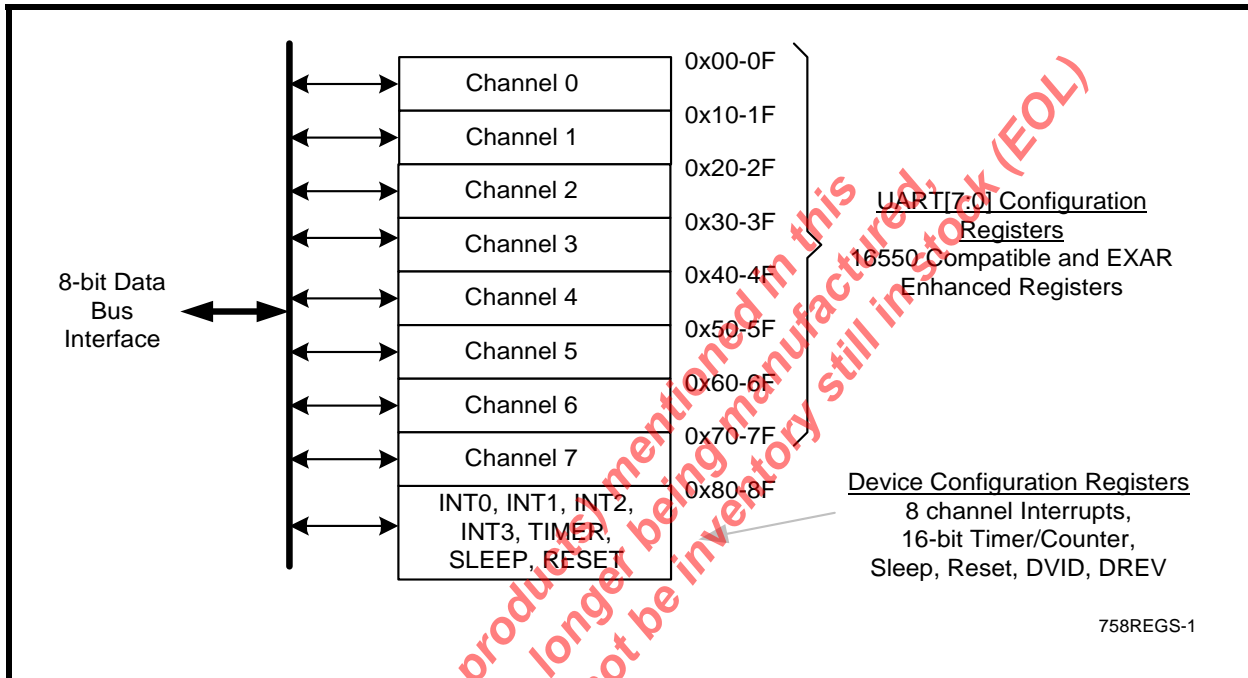 8-bit Data
Bus
Interface
Channel 0
Channel 1
Channel 2
Channel 3
Channel 4
Channel 5
Channel 6
Channel 7
INT0, INT1, INT2,
INT3, TIMER,
SLEEP, RESET
0x00-0F
0x10-1F
0x20-2F
0x30-3F
0x40-4F
0x50-5F
0x60-6F
0x70-7F
0x80-8F
UART[7:0] Configuration
Registers
16550 Compatible and EXAR
Enhanced Registers
Device Configuration Registers
8 channel Interrupts,
16-bit Timer/Counter,
Sleep, Reset, DVID, DREV
758REGS-1
products) mentioned in this
longer being manufactured,
not be inventory still in stock (EOL)